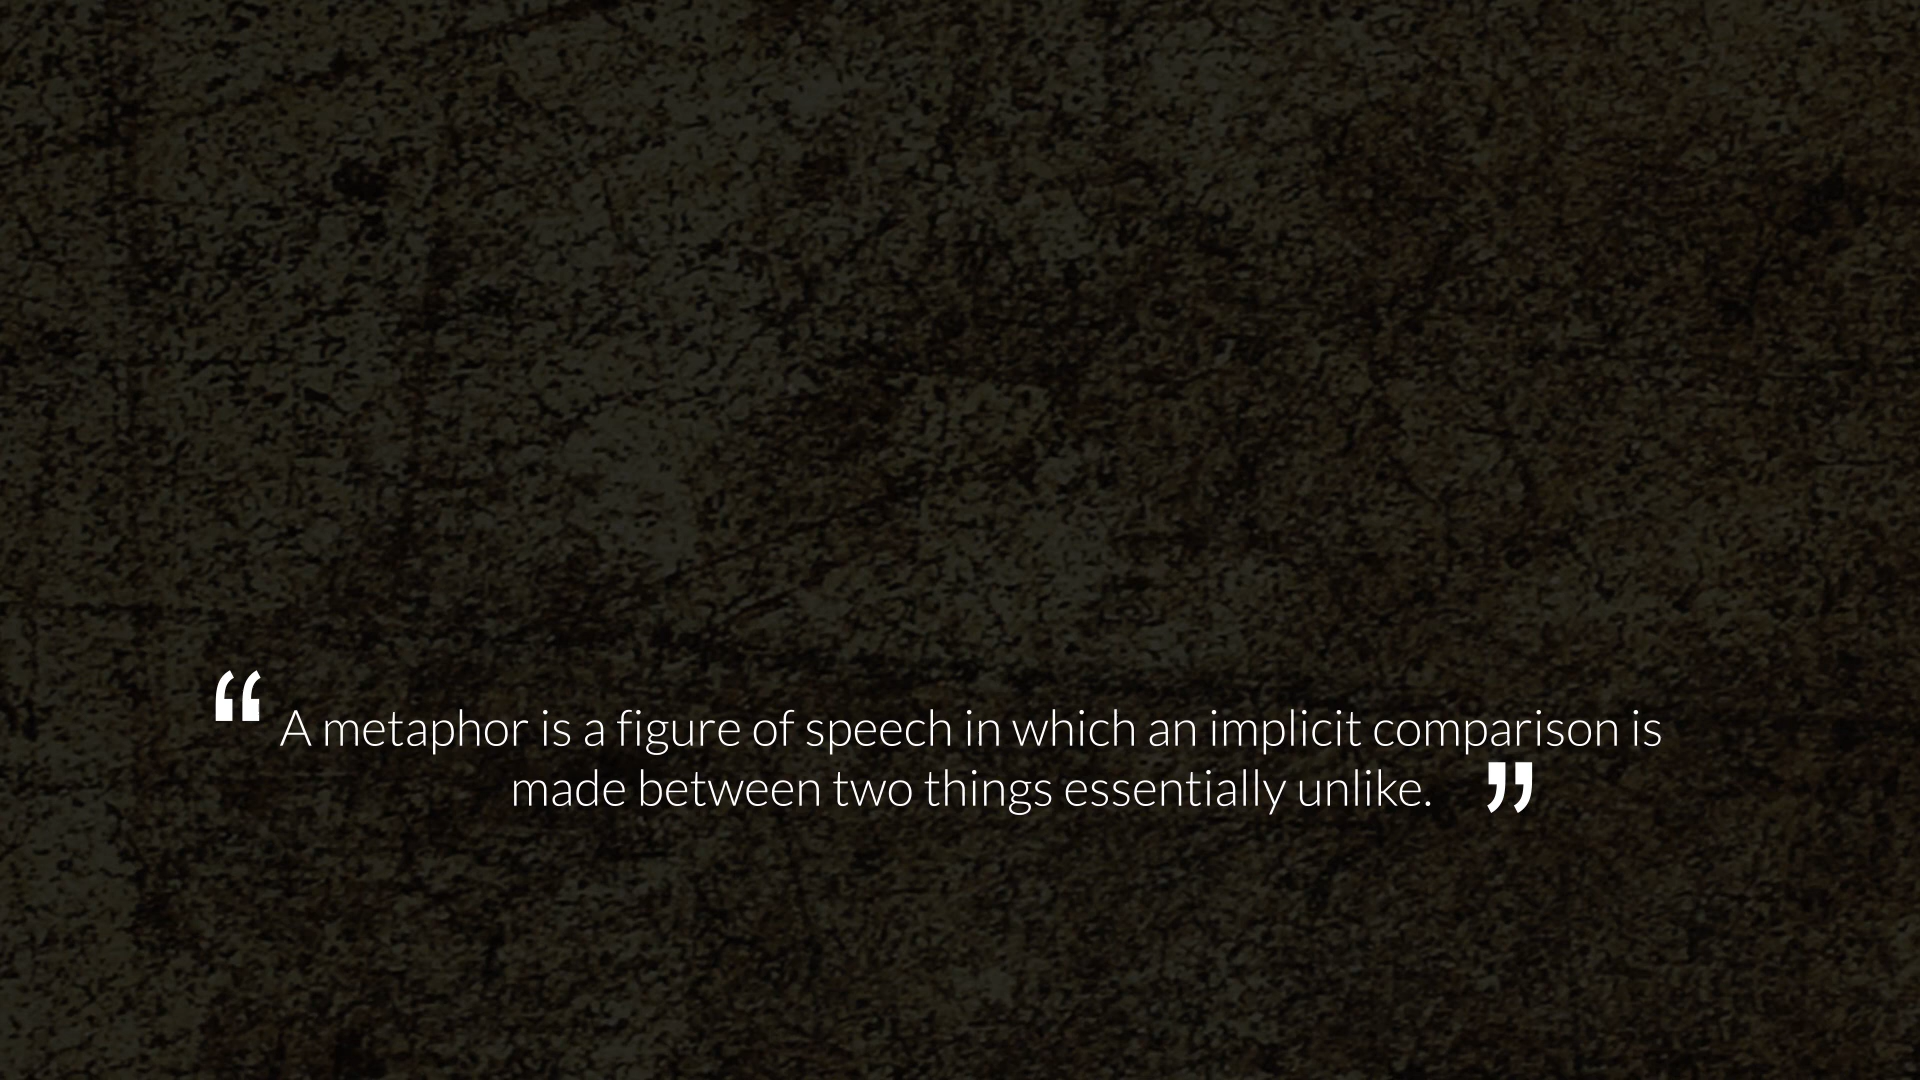 “ A metaphor is a figure of speech in which an implicit comparison is
made between two things essentially unlike. ”